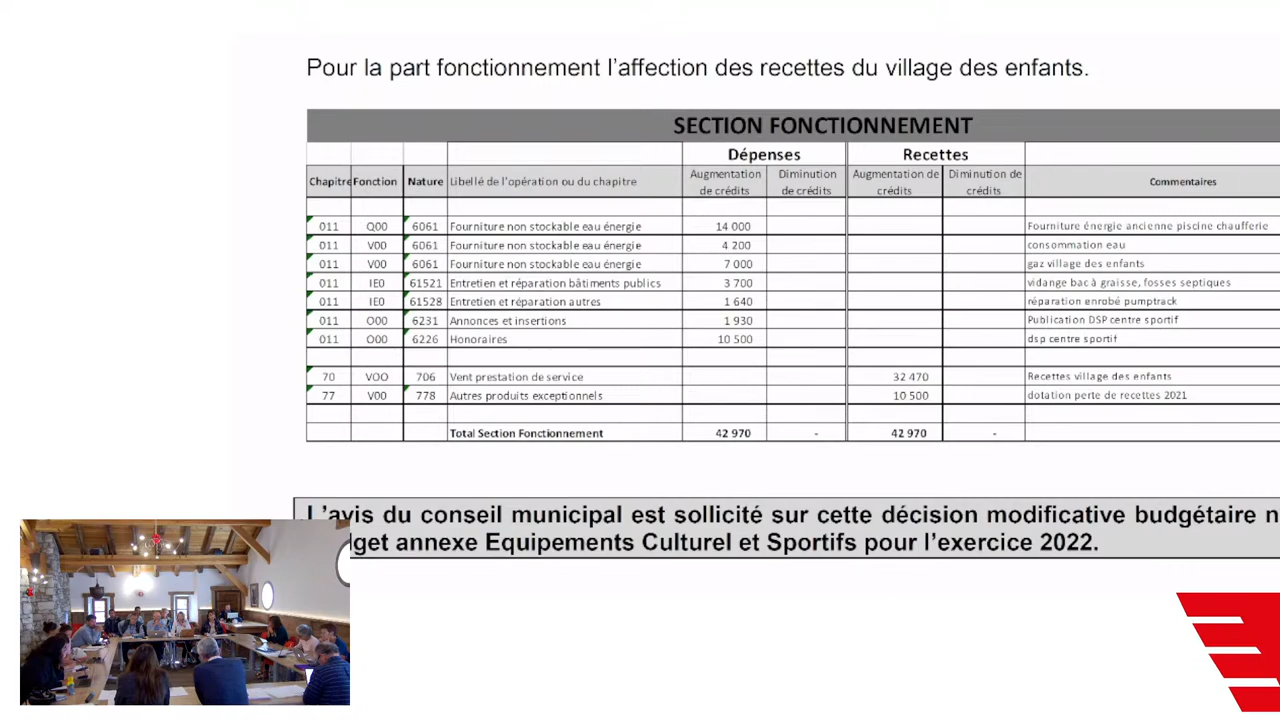 Pour la part fonctionnement l'affection des recettes du village des enfants.
SECTION FONCTIONNEMENT
Dépenses Recettes
Chapitre Fonction Nature Libellé de l'opération ou du chapitre Augmentation de crédits Diminution de crédits Augmentation de crédits Diminution de crédits Commentaires
011 Q00 6061 Fourniture non stockable eau énergie 14 000 Fourniture énergie ancienne piscine chaufferie
011 V00 6061 Fourniture non stockable eau énergie 4 200 consommation eau
011 V00 6061 Fourniture non stockable eau énergie 7 000 gaz village des enfants
011 IE0 61521 Entretien et réparation bâtiments publics 3 700 vidange bac à graisse, fosses septiques
011 IE0 61528 Entretien et réparation autres 1 640 réparation enrobé pumptrack
011 O00 6231 Annonces et insertions 1 930 Publication DSP centre sportif
011 O00 6226 Honoraires 10 500 dsp centre sportif
70 VOO 706 Vent prestation de service 32 470 Recettes village des enfants
77 V00 778 Autres produits exceptionnels 10 500 dotation perte de recettes 2021
Total Section Fonctionnement 42 970 - 42 970 -
L'avis du conseil municipal est sollicité sur cette décision modificative budgétaire n
get annexe Equipements Culturel et Sportifs pour l'exercice 2022.